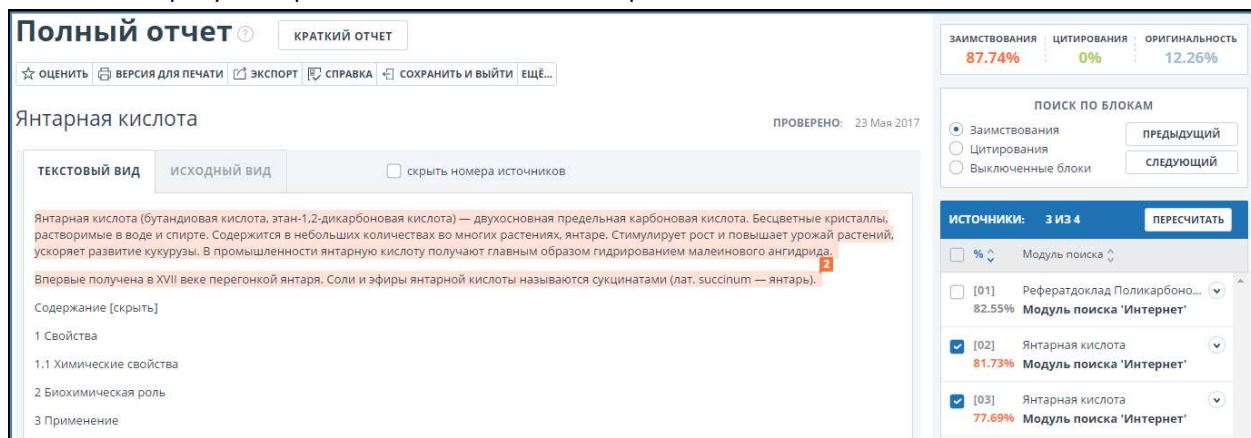 Полный отчет ? КРАТКИЙ ОТЧЕТ
ОЦЕНИТЬ ВЕРСИЯ ДЛЯ ПЕЧАТИ ЭКСПОРТ СПРАВКА СОХРАНИТЬ И ВЫЙТИ ЕЩЁ...
Янтарная кислота
ПРОВЕРЕНО: 23 Мая 2017
ТЕКСТОВЫЙ ВИД ИСХОДНЫЙ ВИД скрыть номера источников
Янтарная кислота (бутандиовая кислота, этан-1,2-дикарбоновая кислота) — двухосновная предельная карбоновая кислота. Бесцветные кристаллы,
растворимые в воде и спирте. Содержится в небольших количествах во многих растениях, янтаре. Стимулирует рост и повышает урожай растений,
ускоряет развитие кукурузы. В промышленности янтарную кислоту получают главным образом гидрированием малеинового ангидрида.
2
Впервые получена в XVII веке перегонкой янтаря. Соли и эфиры янтарной кислоты называются сукцинатами (лат. succinum — янтарь).
Содержание [скрыть]
1 Свойства
1.1 Химические свойства
2 Биохимическая роль
3 Применение
ЗАИМСТВОВАНИЯ ЦИТИРОВАНИЯ ОРИГИНАЛЬНОСТЬ
87.74% 0% 12.26%
ПОИСК ПО БЛОКАМ
Заимствования ПРЕДЫДУЩИЙ
Цитирования
Выключенные блоки СЛЕДУЮЩИЙ
ИСТОЧНИКИ: 3 ИЗ 4 ПЕРЕСЧИТАТЬ
% Модуль поиска
[01] Рефератдоклад Поликарбоно...
82.55% Модуль поиска 'Интернет'
[02] Янтарная кислота
81.73% Модуль поиска 'Интернет'
[03] Янтарная кислота
77.69% Модуль поиска 'Интернет'